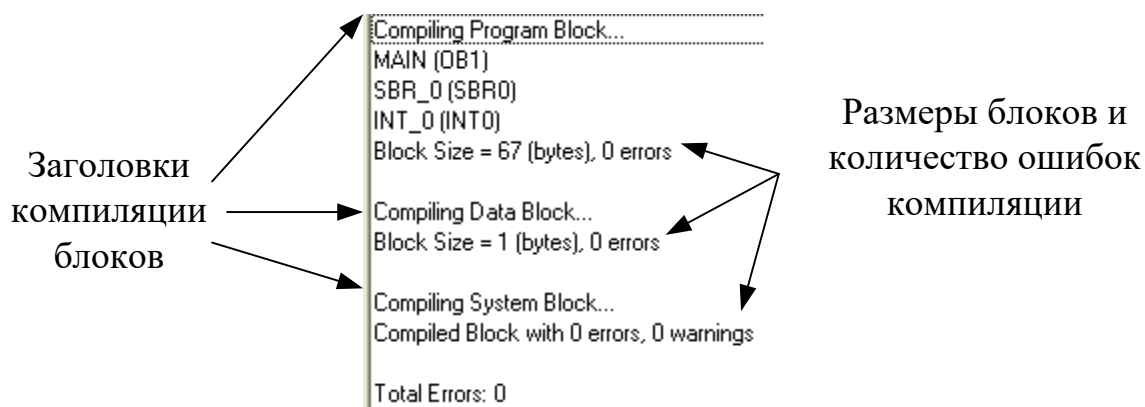 Compiling Program Block...
MAIN (OB1)
SBR_0 (SBR0)
INT_0 (INT0)
Block Size = 67 (bytes), 0 errors
Compiling Data Block...
Block Size = 1 (bytes), 0 errors
Compiling System Block...
Compiled Block with 0 errors, 0 warnings
Total Errors: 0
Заголовки
компиляции
блоков
Размеры блоков и
количество ошибок
компиляции